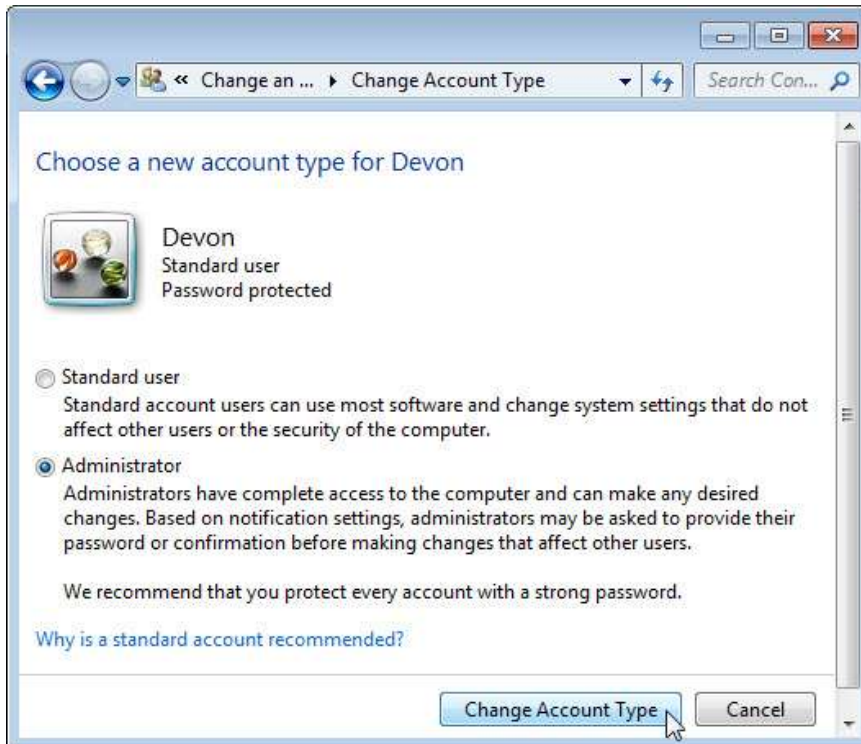 « Change an ... Change Account Type
Search Con...
Choose a new account type for Devon
Devon
Standard user
Password protected
Standard user
Standard account users can use most software and change system settings that do not
affect other users or the security of the computer.
Administrator
Administrators have complete access to the computer and can make any desired
changes. Based on notification settings, administrators may be asked to provide their
password or confirmation before making changes that affect other users.
We recommend that you protect every account with a strong password.
Why is a standard account recommended?
Change Account Type
Cancel